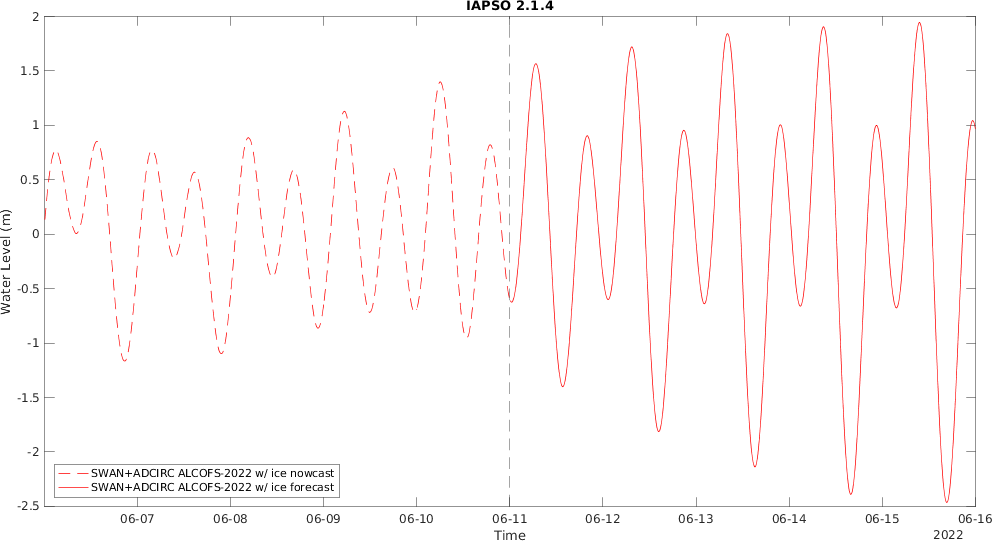 IAPSO 2.1.4
2
1.5
1
0.5
0
-0.5
-1
-1.5
-2
-2.5
Water Level (m)
SWAN+ADCIRC ALCOFS-2022 w/ ice nowcast
SWAN+ADCIRC ALCOFS-2022 w/ ice forecast
06-07 06-08 06-09 06-10 06-11 06-12 06-13 06-14 06-15 06-16
Time
2022